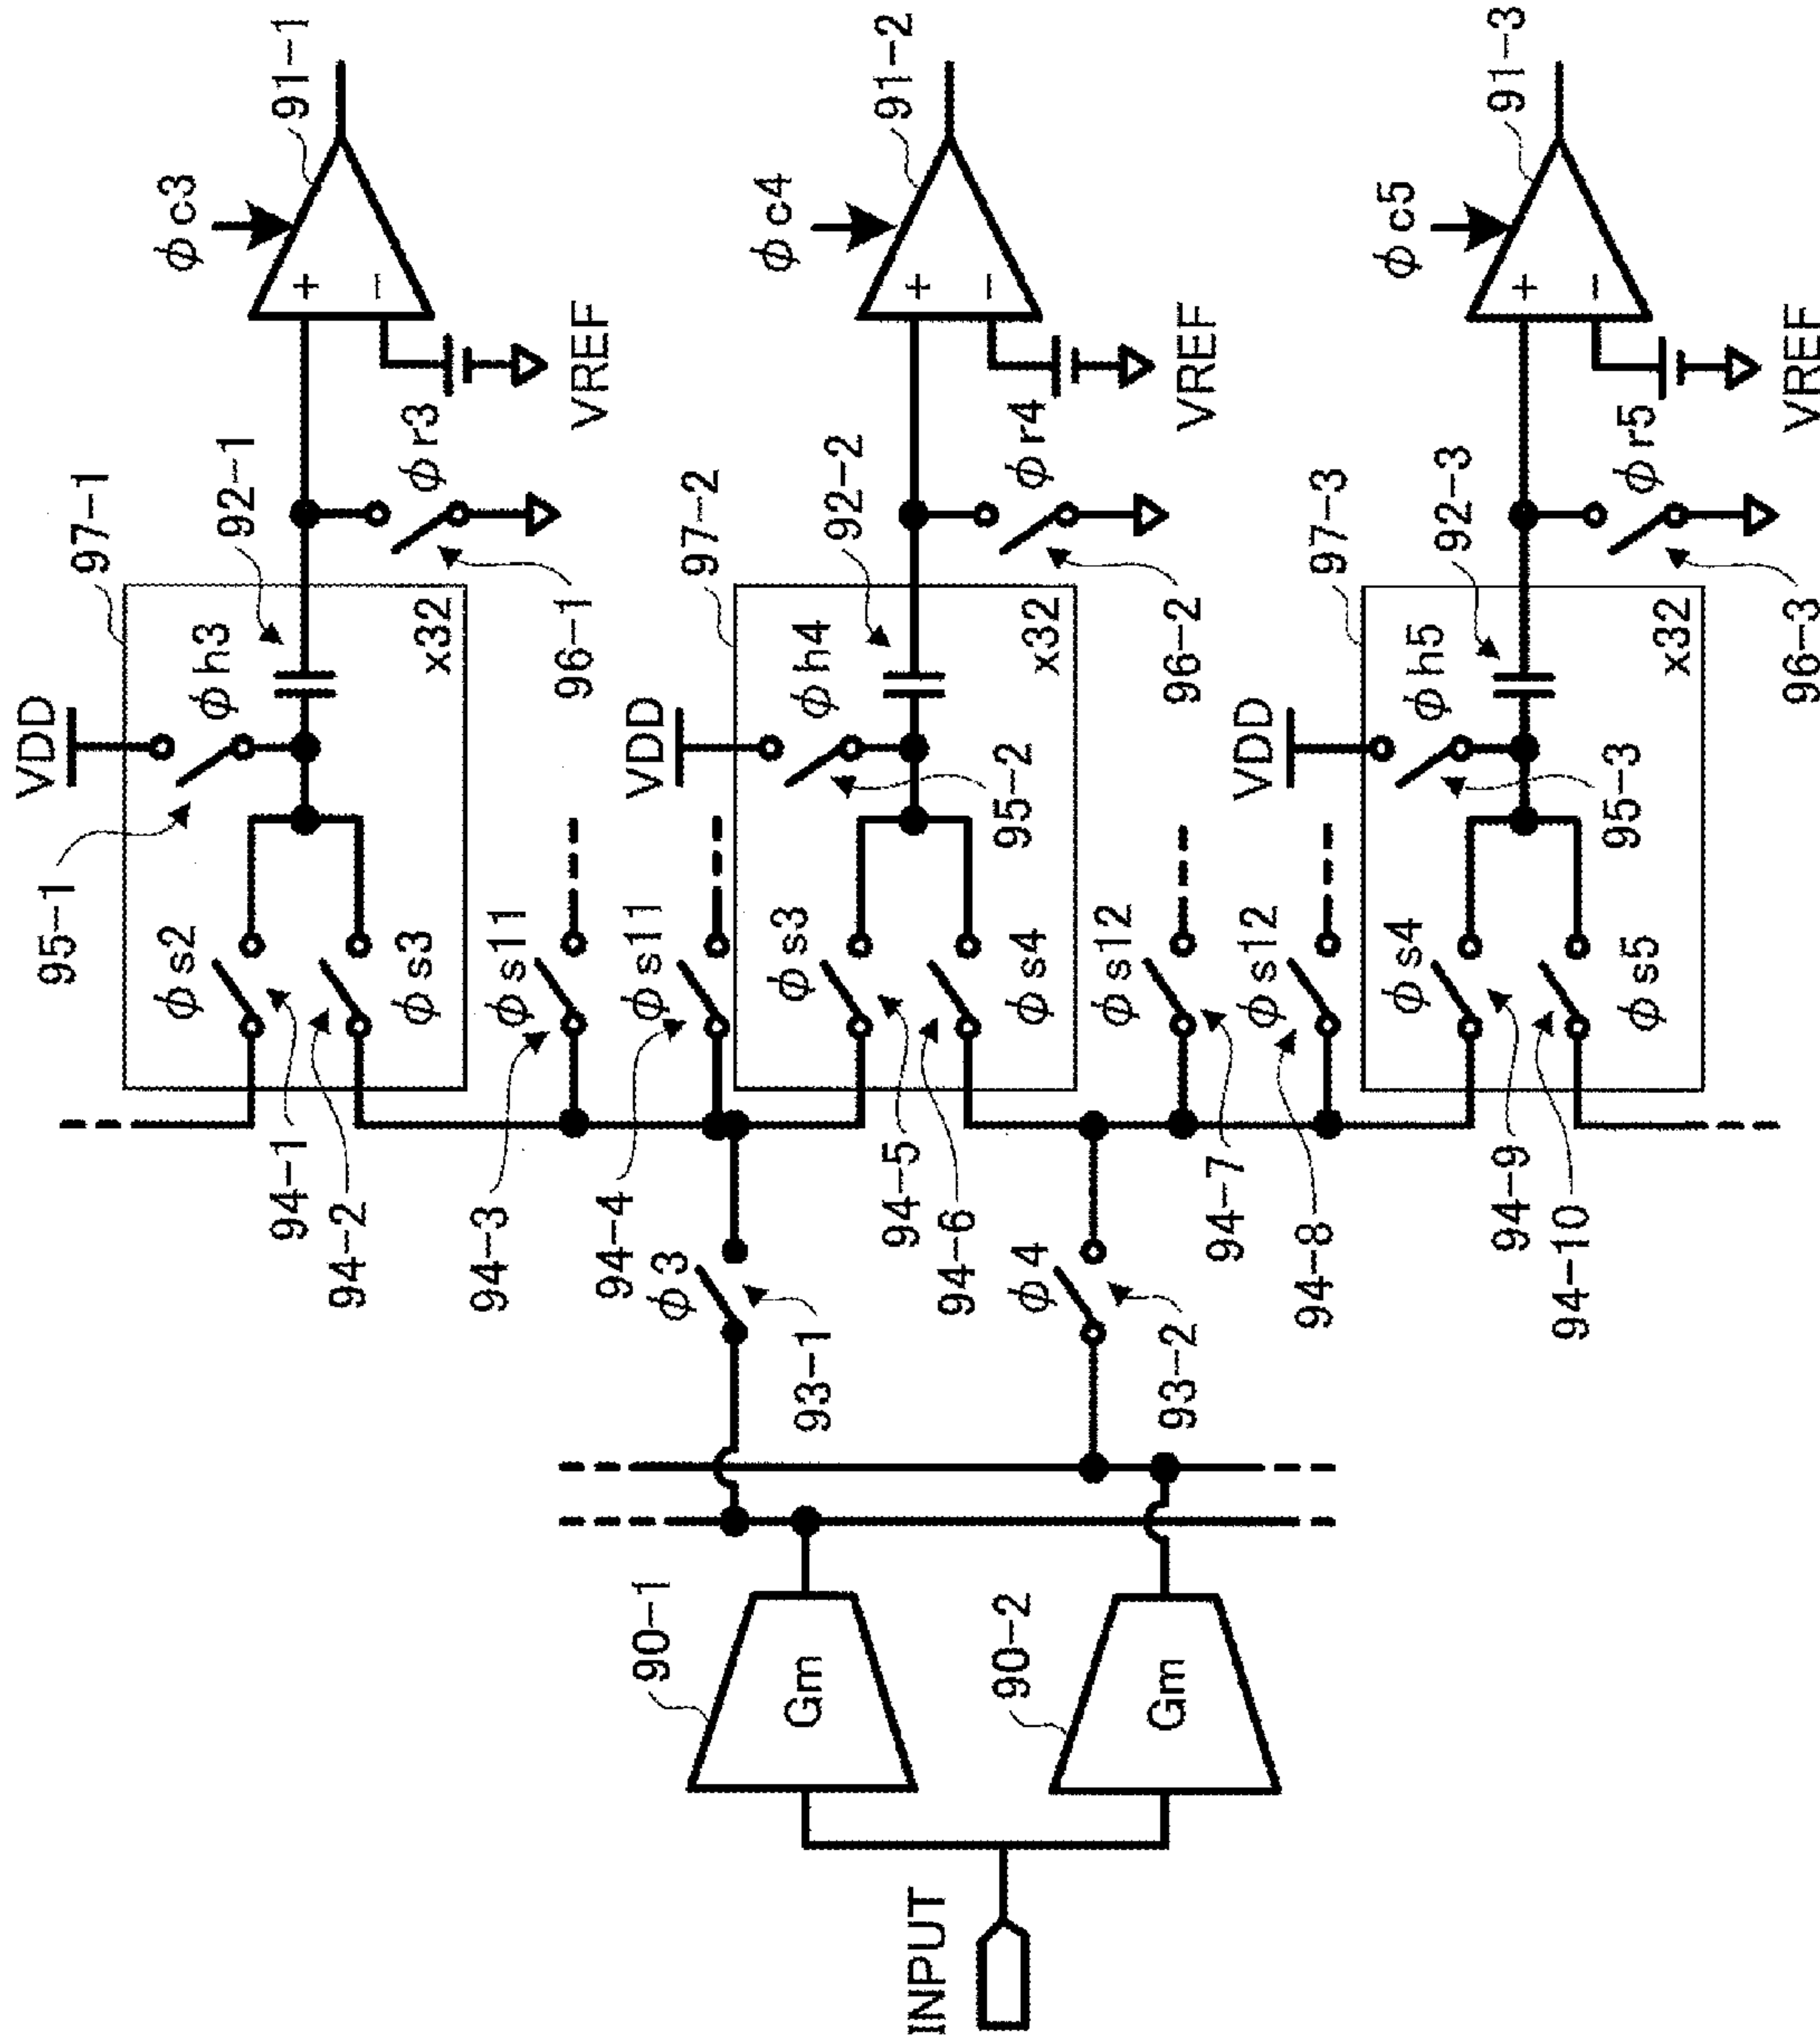 INPUT
90-1
Gm
90-2
Gm
93-1
ϕ3
93-2
ϕ4
94-1
ϕs2
94-2
ϕs3
94-3
ϕs11
94-4
ϕs11
94-5
ϕs3
94-6
ϕs4
94-7
ϕs12
94-8
ϕs12
94-9
ϕs4
94-10
ϕs5
95-1
VDD
ϕh3
97-1
92-1
x32
96-1
ϕr3
VREF
ϕc3
91-1
+
−
VDD
ϕh4
95-2
97-2
92-2
x32
96-2
ϕr4
VREF
ϕc4
91-2
+
−
VDD
ϕh5
95-3
97-3
92-3
x32
96-3
ϕr5
VREF
ϕc5
91-3
+
−